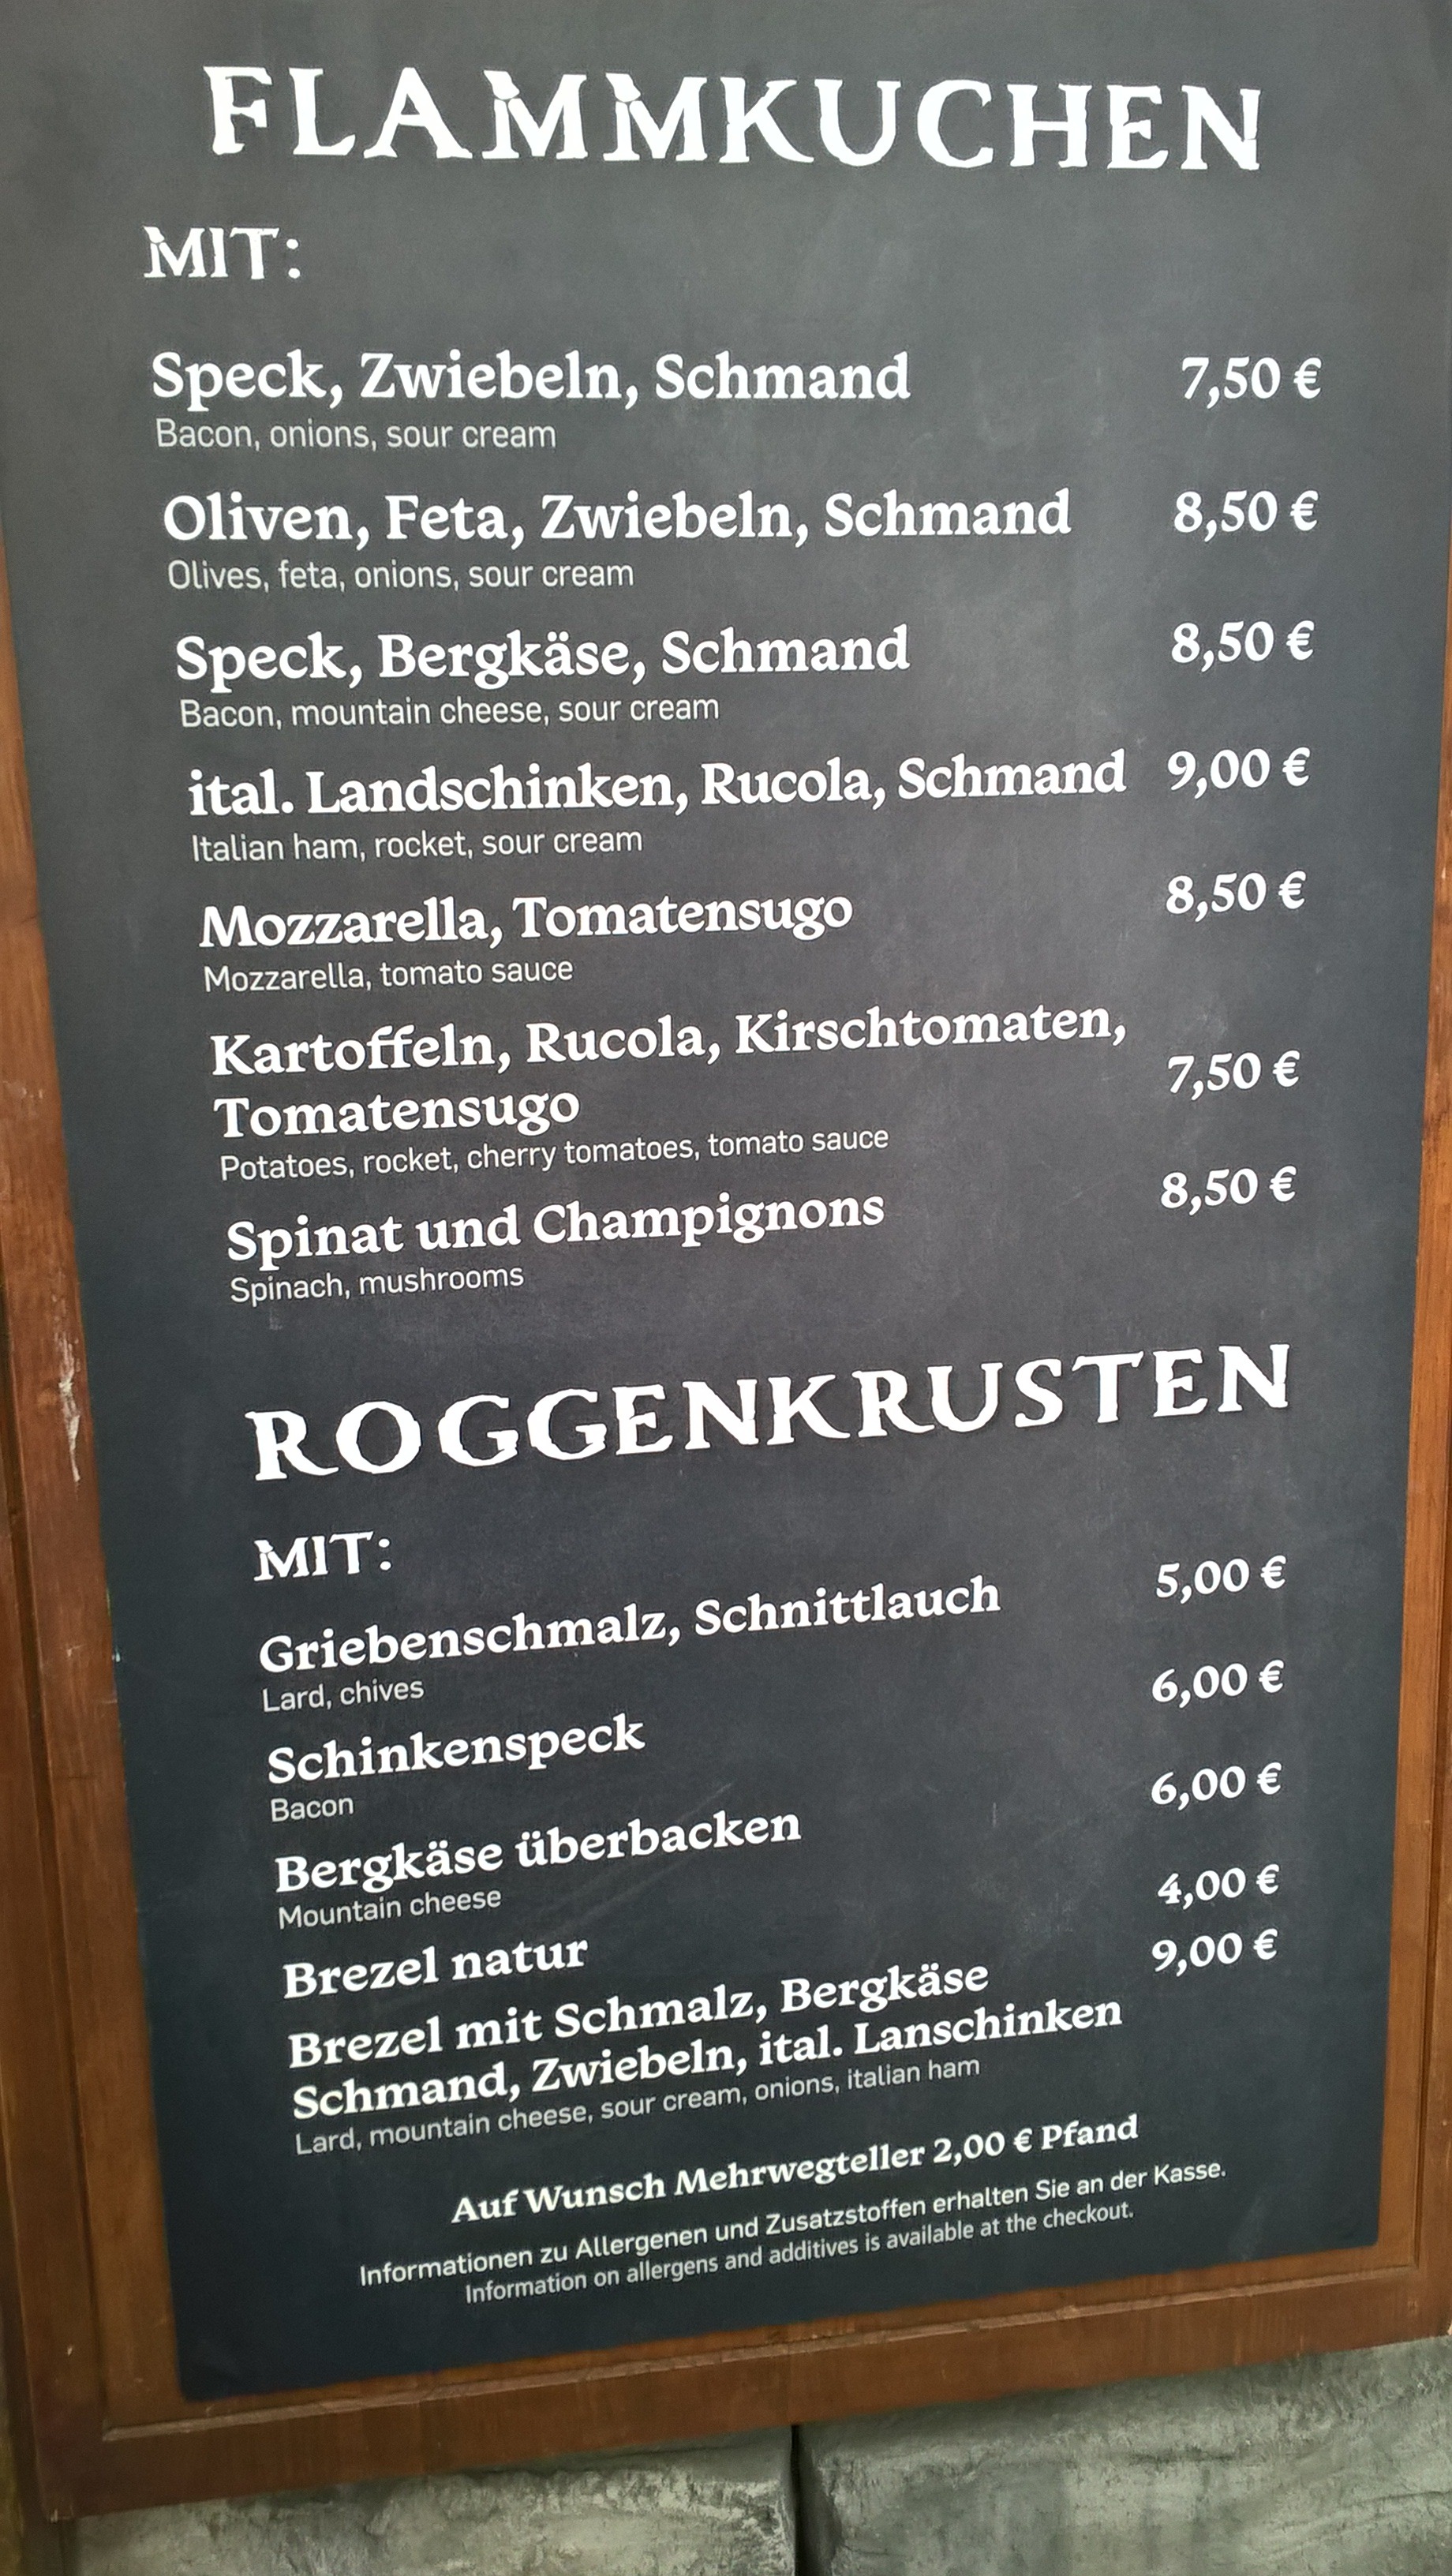 FLAMMKUCHEN
MIT:
Speck, Zwiebeln, Schmand 7,50 €
Bacon, onions, sour cream
Oliven, Feta, Zwiebeln, Schmand 8,50 €
Olives, feta, onions, sour cream
Speck, Bergkäse, Schmand 8,50 €
Bacon, mountain cheese, sour cream
ital. Landschinken, Rucola, Schmand 9,00 €
Italian ham, rocket, sour cream
Mozzarella, Tomatensugo 8,50 €
Mozzarella, tomato sauce
Kartoffeln, Rucola, Kirschtomaten,
Tomatensugo 7,50 €
Potatoes, rocket, cherry tomatoes, tomato sauce
Spinat und Champignons 8,50 €
Spinach, mushrooms
ROGGENKRUSTEN
MIT:
Griebenschmalz, Schnittlauch 5,00 €
Lard, chives
Schinkenspeck 6,00 €
Bacon
Bergkäse überbacken 6,00 €
Mountain cheese
Brezel natur 4,00 €
Brezel mit Schmalz, Bergkäse 9,00 €
Schmand, Zwiebeln, ital. Lanschinken
Lard, mountain cheese, sour cream, onions, italian ham
Auf Wunsch Mehrwegteller 2,00 € Pfand
Informationen zu Allergenen und Zusatzstoffen erhalten Sie an der Kasse.
Information on allergens and additives is available at the checkout.